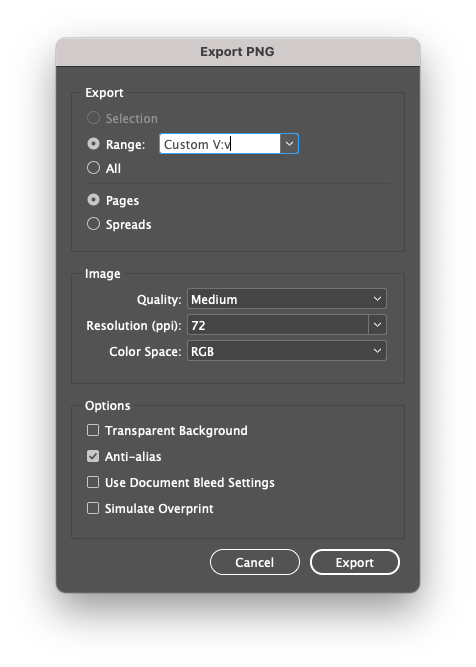 Export PNG
Export
Selection
Range: Custom V:v
All
Pages
Spreads
Image
Quality: Medium
Resolution (ppi): 72
Color Space: RGB
Options
Transparent Background
Anti-alias
Use Document Bleed Settings
Simulate Overprint
Cancel Export